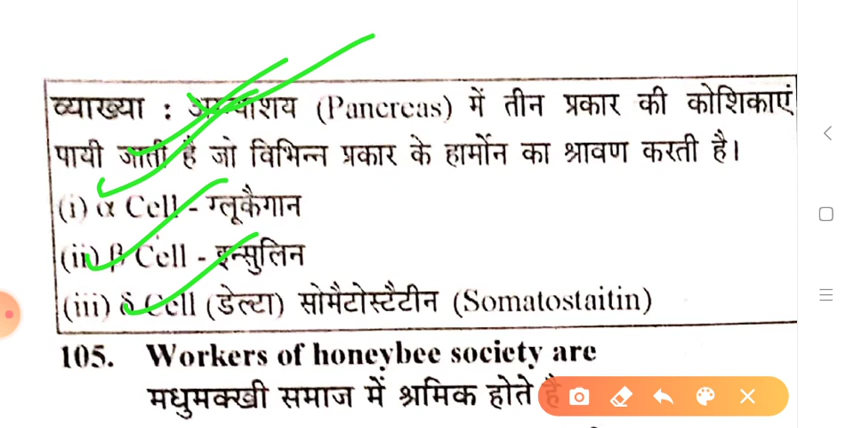 व्याख्या : अग्नाशय (Pancreas) में तीन प्रकार की कोशिकाएं
पायी जाती है जो विभिन्न प्रकार के हार्मोन का श्रावण करती है।
(i) α Cell - ग्लूकैगान
(ii) β Cell - इन्सुलिन
(iii) δ Cell (डेल्टा) सोमैटोस्टैटीन (Somatostaitin)
105. Workers of honeybee society are
मधुमक्खी समाज में श्रमिक होते है